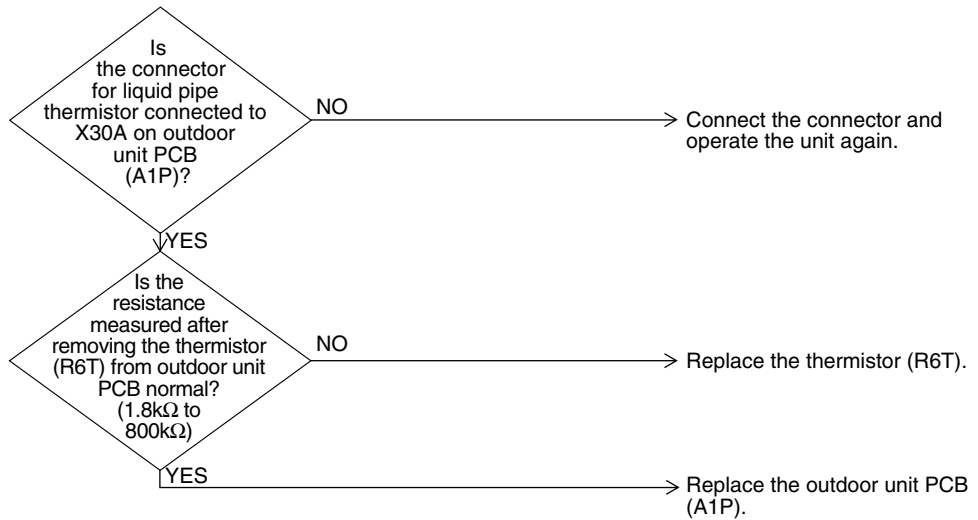 Is
the connector
for liquid pipe
thermistor connected to
X30A on outdoor
unit PCB
(A1P)?
NO
Connect the connector and
operate the unit again.
YES
Is the
resistance
measured after
removing the thermistor
(R6T) from outdoor unit
PCB normal?
(1.8kΩ to
800kΩ)
NO
Replace the thermistor (R6T).
YES
Replace the outdoor unit PCB
(A1P).